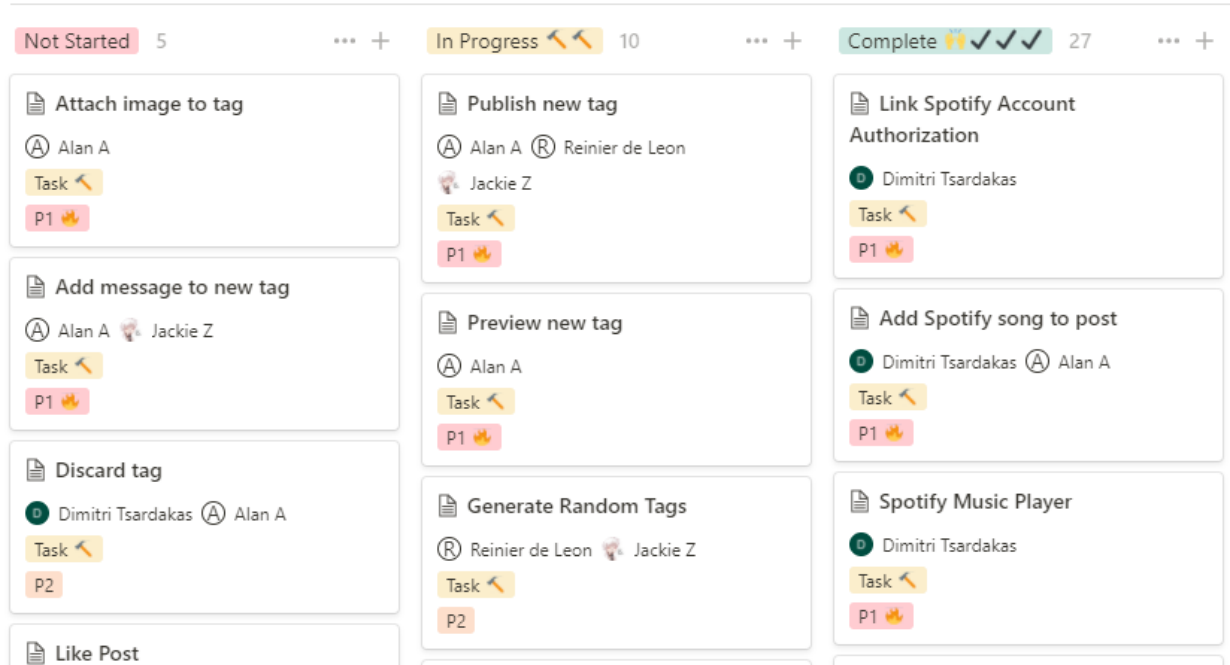 Not Started 5
Attach image to tag
A Alan A
Task 🔨
P1 🔥
Add message to new tag
A Alan A Jackie Z
Task 🔨
P1 🔥
Discard tag
D Dimitri Tsardakas A Alan A
Task 🔨
P2
Like Post
In Progress 🔨🔨 10
Publish new tag
A Alan A R Reinier de Leon
Jackie Z
Task 🔨
P1 🔥
Preview new tag
A Alan A
Task 🔨
P1 🔥
Generate Random Tags
R Reinier de Leon Jackie Z
Task 🔨
P2
Complete 🙌✔✔✔ 27
Link Spotify Account
Authorization
D Dimitri Tsardakas
Task 🔨
P1 🔥
Add Spotify song to post
D Dimitri Tsardakas A Alan A
Task 🔨
P1 🔥
Spotify Music Player
D Dimitri Tsardakas
Task 🔨
P1 🔥